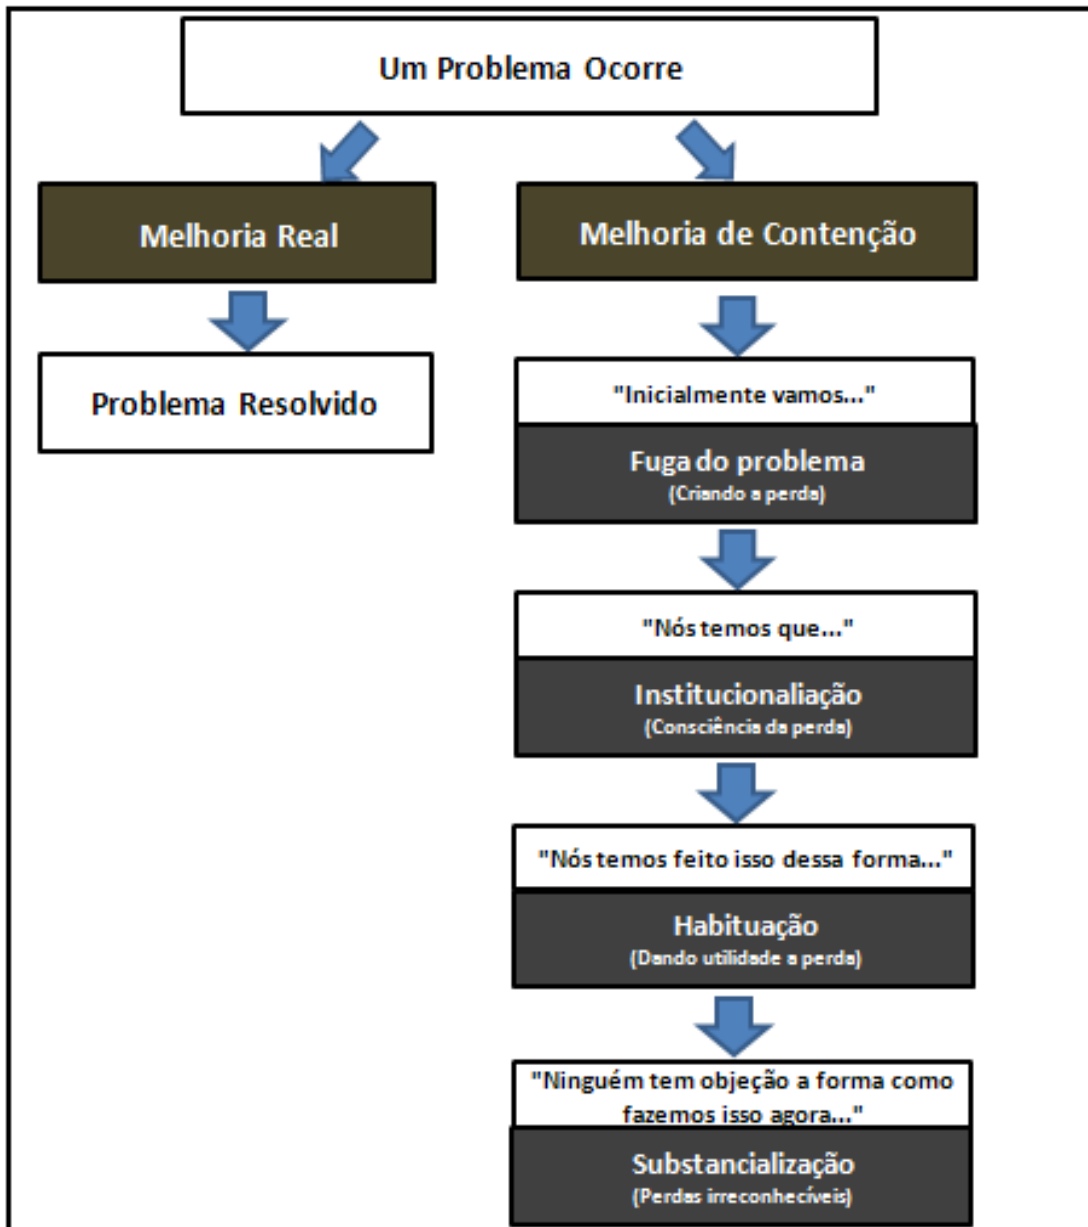 Um Problema Ocorre
Melhoria Real
Melhoria de Contenção
Problema Resolvido
"Inicialmente vamos..."
Fuga do problema
(Criando a perda)
"Nós temos que..."
Institucionaliação
(Consciência da perda)
"Nós temos feito isso dessa forma..."
Habituação
(Dando utilidade a perda)
"Ninguém tem objeção a forma como
fazemos isso agora..."
Substancialização
(Perdas irreconhecíveis)